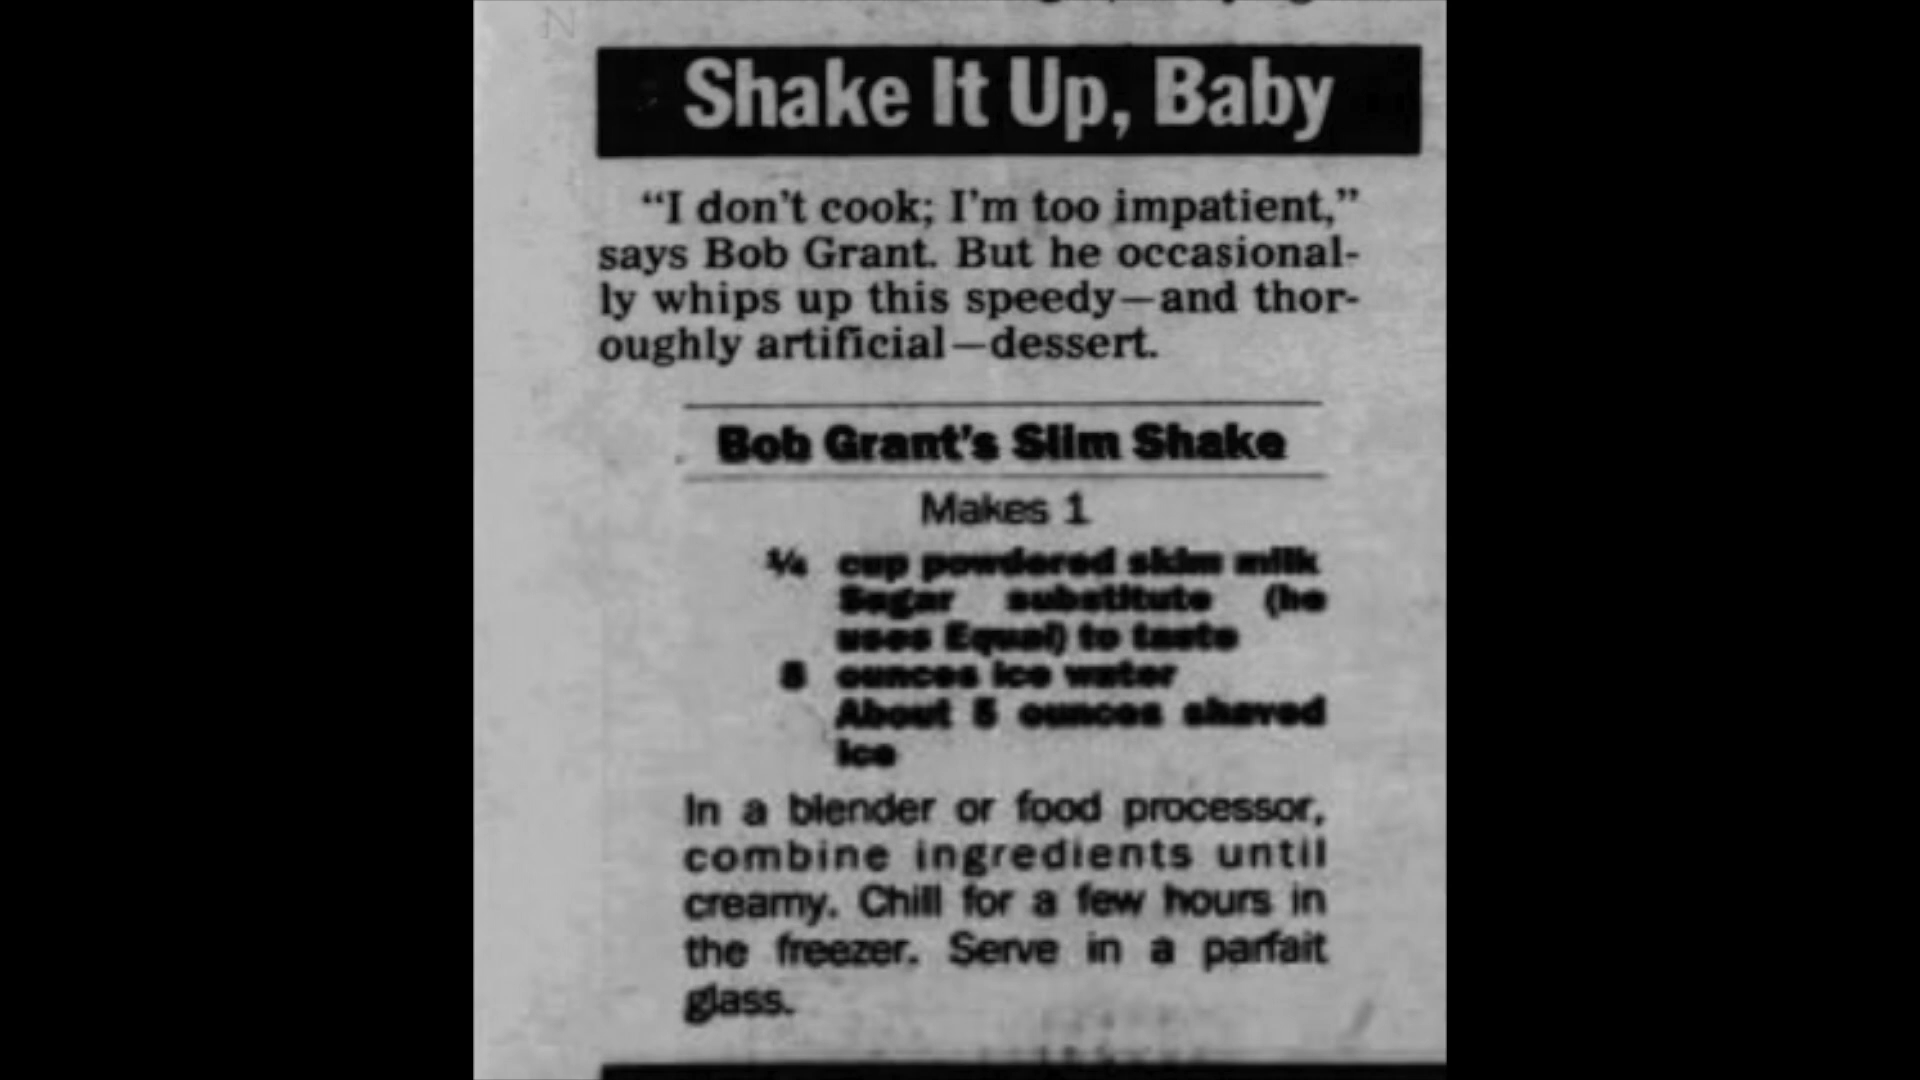 Shake It Up, Baby
“I don’t cook; I’m too impatient,”
says Bob Grant. But he occasional-
ly whips up this speedy—and thor-
oughly artificial—dessert.
Bob Grant’s Slim Shake
Makes 1
¼ cup powdered skim milk
Sugar substitute (he
uses Equal) to taste
8 ounces ice water
About 5 ounces shaved
ice
In a blender or food processor,
combine ingredients until
creamy. Chill for a few hours in
the freezer. Serve in a parfait
glass.